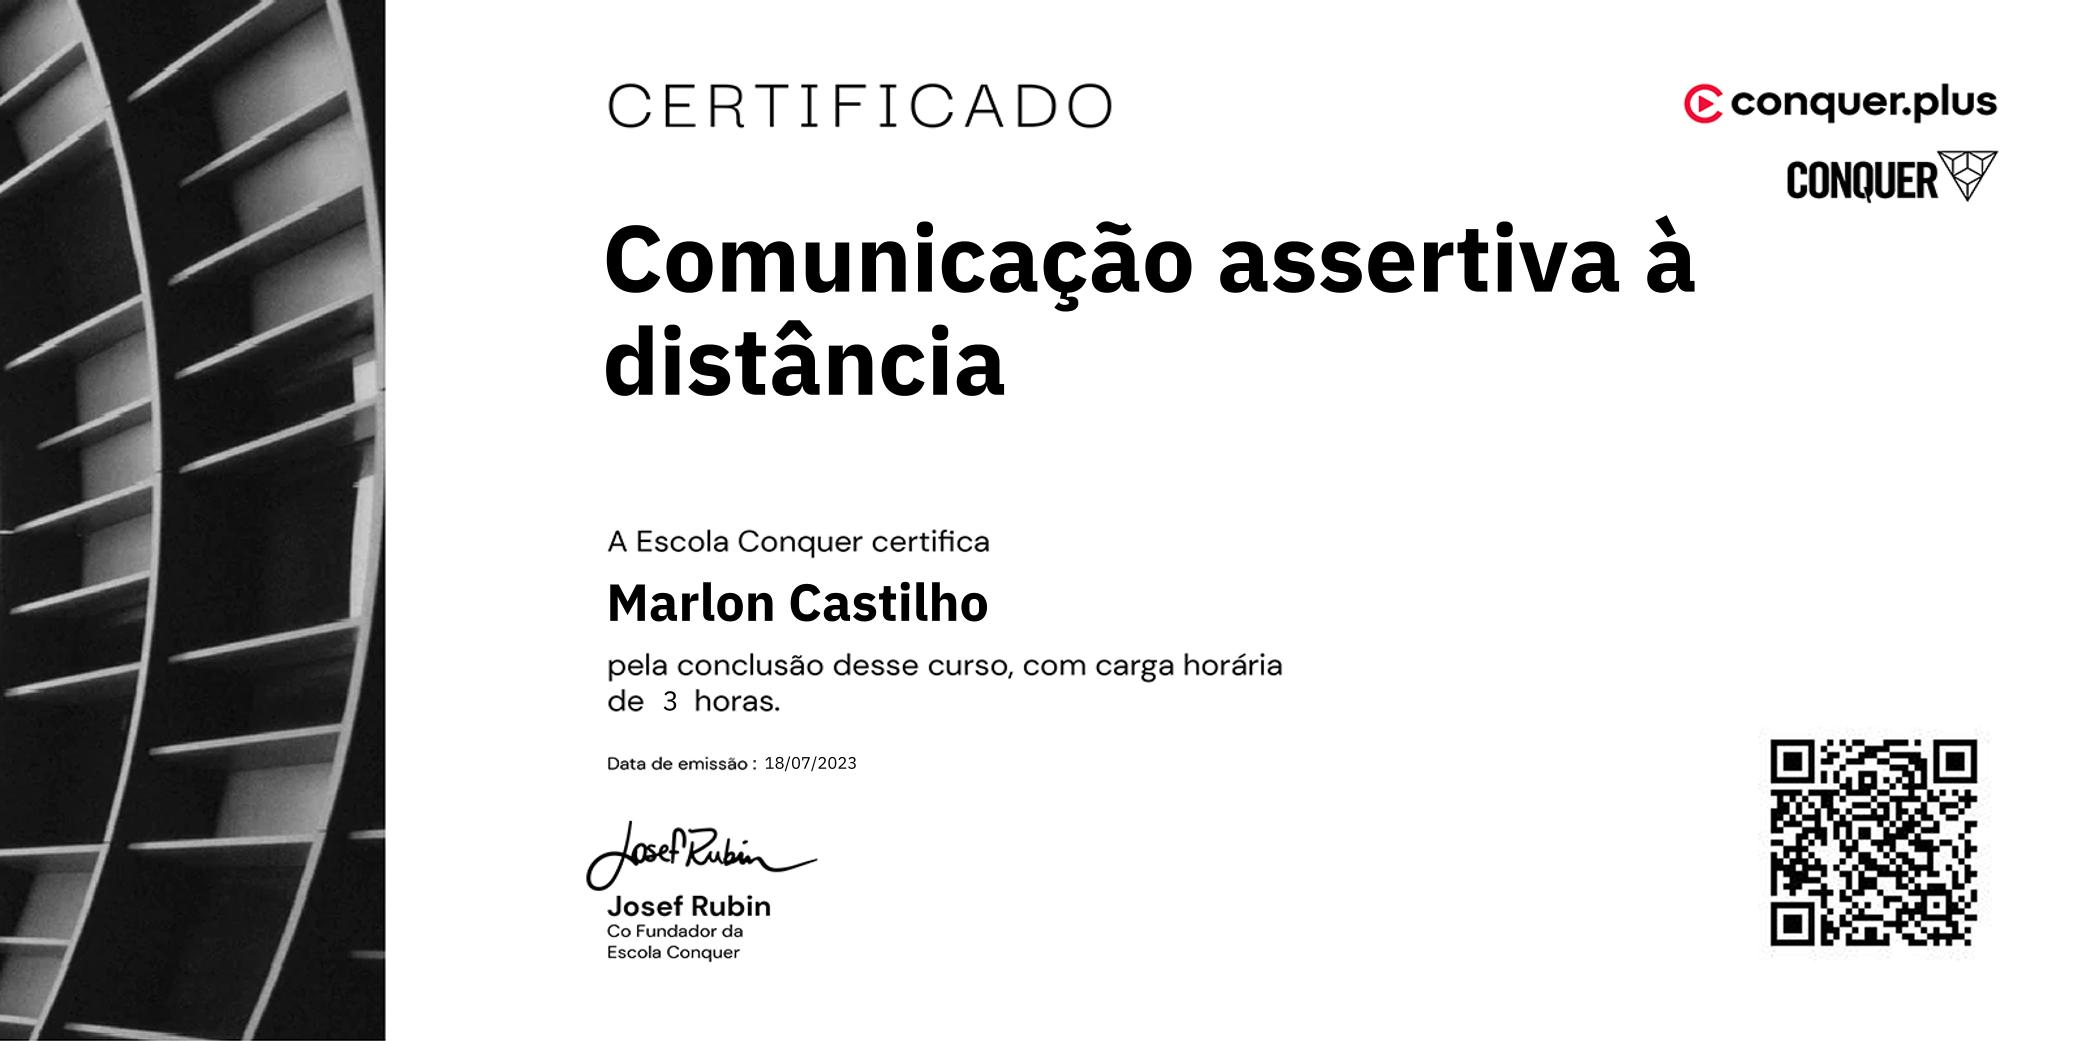 CERTIFICADO
conquer.plus
CONQUER
Comunicação assertiva à
distância
A Escola Conquer certifica
Marlon Castilho
pela conclusão desse curso, com carga horária
de 3 horas.
Data de emissão : 18/07/2023
Josef Rubin
Josef Rubin
Co Fundador da
Escola Conquer